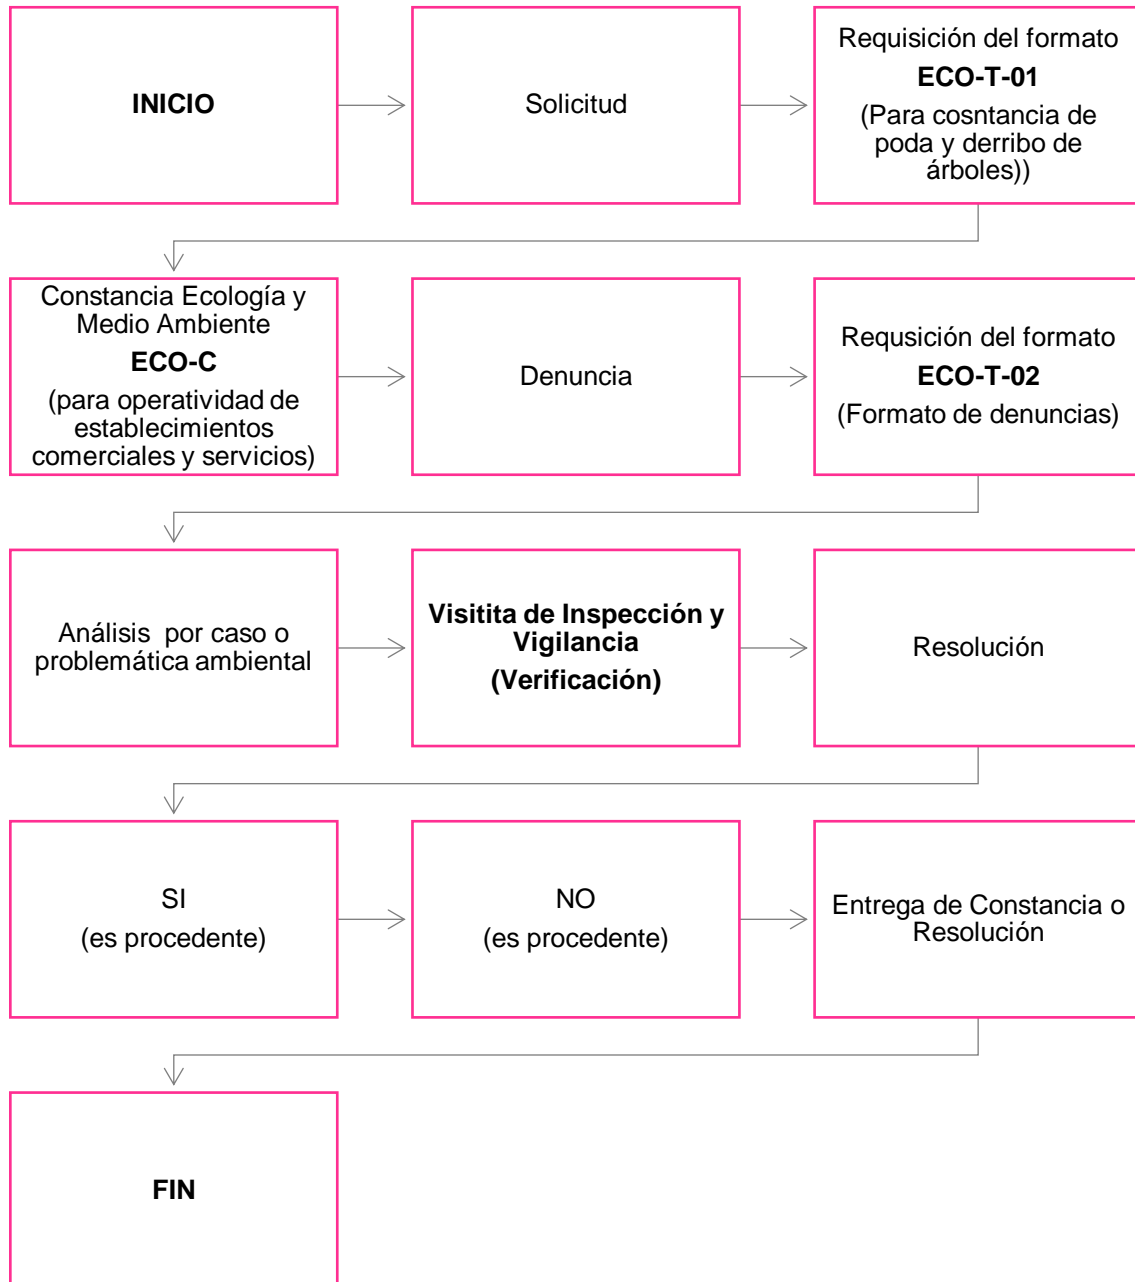 INICIO
Solicitud
Requisición del formato
ECO-T-01
(Para cosntancia de
poda y derribo de
árboles))
Constancia Ecología y
Medio Ambiente
ECO-C
(para operatividad de
establecimientos
comerciales y servicios)
Denuncia
Requsición del formato
ECO-T-02
(Formato de denuncias)
Análisis por caso o
problemática ambiental
Visitita de Inspección y
Vigilancia
(Verificación)
Resolución
SI
(es procedente)
NO
(es procedente)
Entrega de Constancia o
Resolución
FIN